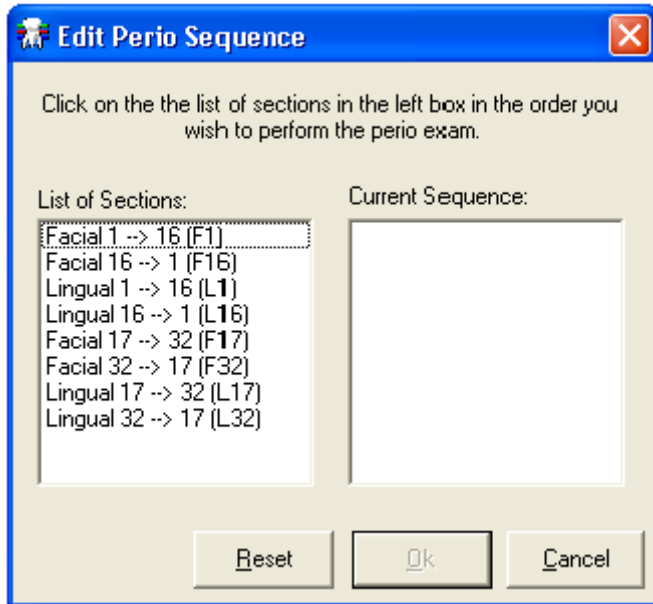 Edit Perio Sequence
Click on the the list of sections in the left box in the order you
wish to perform the perio exam.
List of Sections:
Current Sequence:
Facial 1 --> 16 (F1)
Facial 16 --> 1 (F16)
Lingual 1 --> 16 (L1)
Lingual 16 --> 1 (L16)
Facial 17 --> 32 (F17)
Facial 32 --> 17 (F32)
Lingual 17 --> 32 (L17)
Lingual 32 --> 17 (L32)
Reset
Ok
Cancel